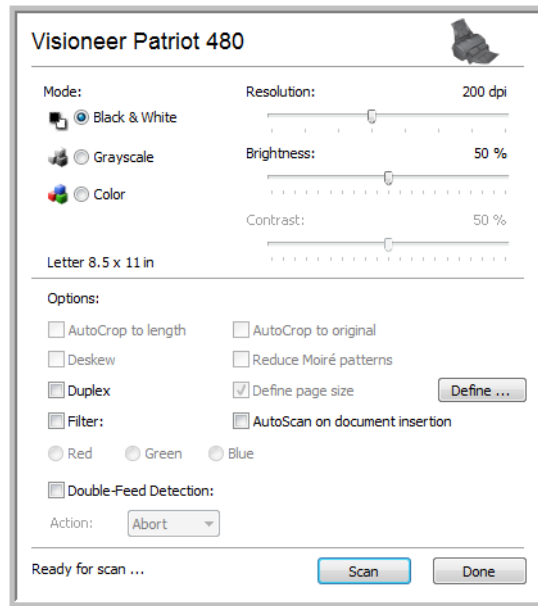 Visioneer Patriot 480
Mode:
Black & White
Grayscale
Color
Letter 8.5 x 11 in
Resolution: 200 dpi
Brightness: 50 %
Contrast: 50 %
Options:
AutoCrop to length AutoCrop to original
Deskew Reduce Moiré patterns
Duplex Define page size Define ...
Filter: AutoScan on document insertion
Red Green Blue
Double-Feed Detection:
Action: Abort
Ready for scan ... Scan Done